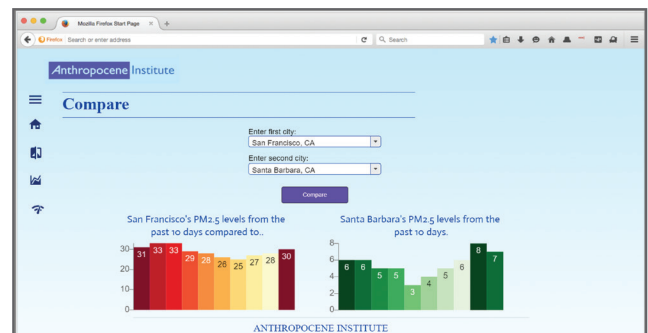 Mozilla Firefox Start Page
Firefox Search or enter address
Search
Anthropocene Institute
Compare
Enter first city:
San Francisco, CA
Enter second city:
Santa Barbara, CA
Compare
San Francisco's PM2.5 levels from the
past 10 days compared to..
30
20
10
0
31 33 33 29 28 26 25 27 28 30
Santa Barbara's PM2.5 levels from the
past 10 days.
8
6
4
2
0
6 6 5 5 3 4 5 6 8 7
ANTHROPOCENE INSTITUTE